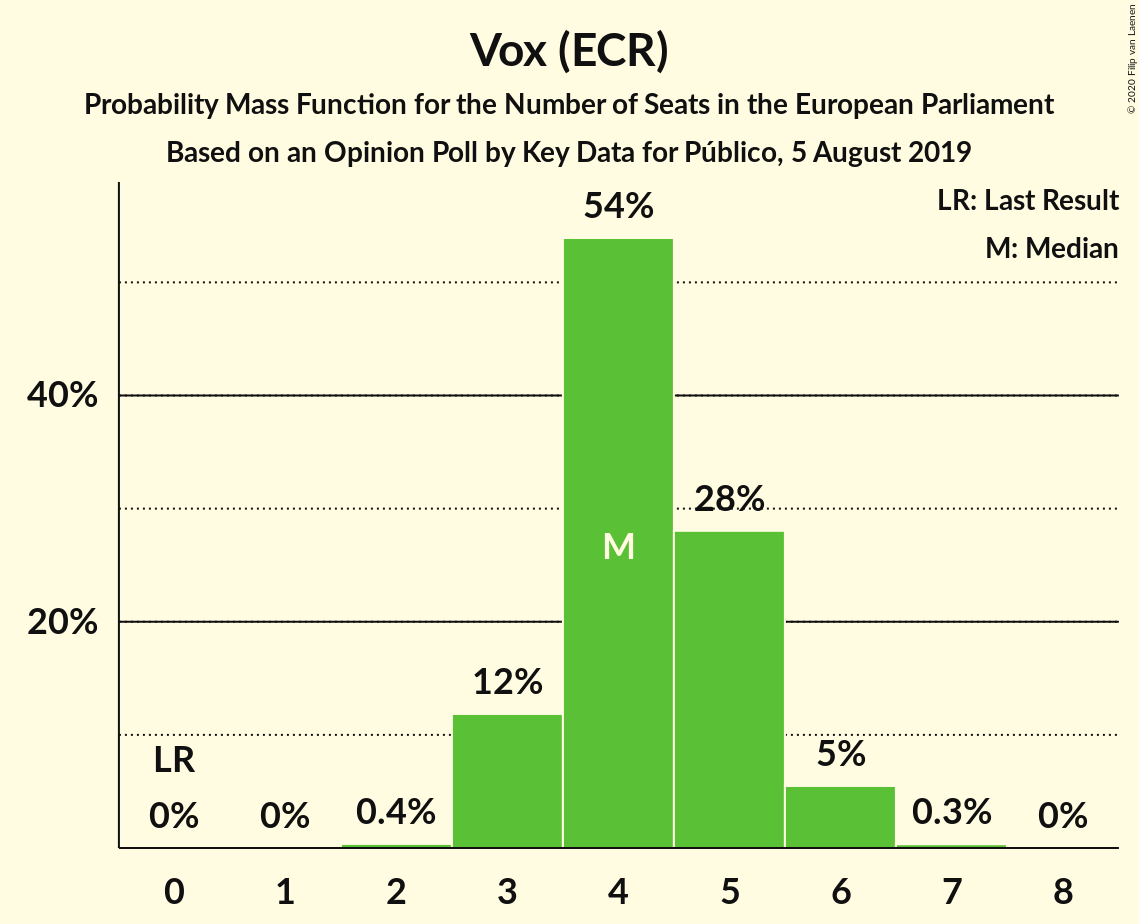 Vox (ECR)
Probability Mass Function for the Number of Seats in the European Parliament
Based on an Opinion Poll by Key Data for Público, 5 August 2019
© 2020 Filip van Laenen
LR: Last Result
M: Median
54%
40%
28%
M
20%
12%
LR
5%
0%
0%
0.4%
0.3%
0%
0 1 2 3 4 5 6 7 8